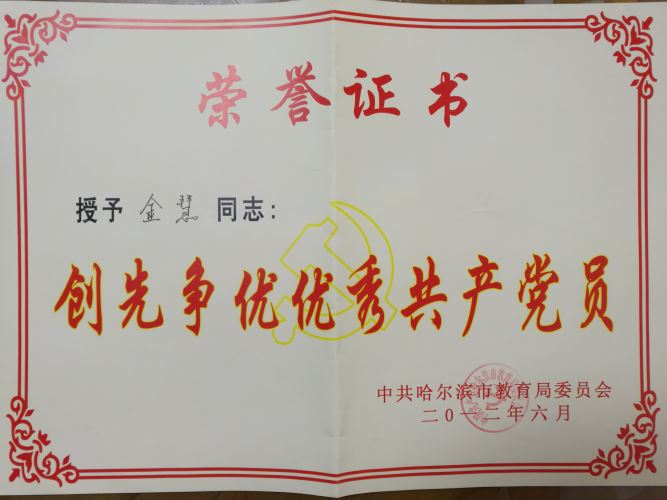 荣誉证书
授予 金慧 同志：
创先争优优秀共产党员
中共哈尔滨市教育局委员会
二〇一二年六月